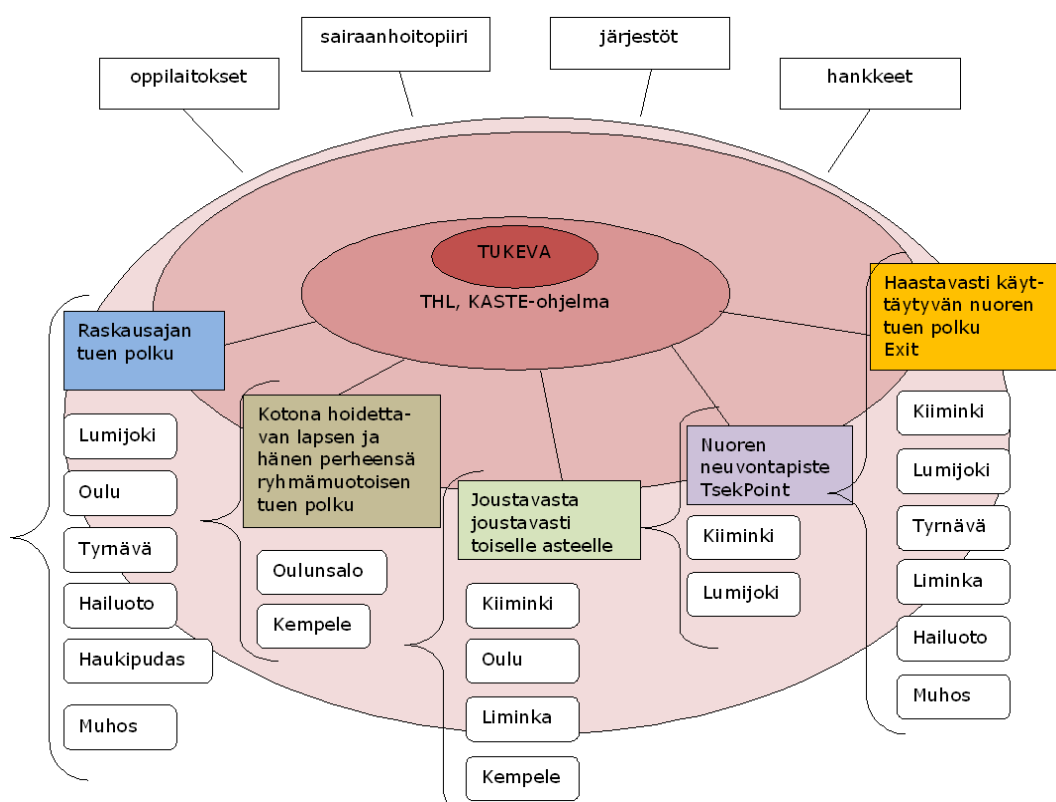 sairaanhoitopiiri
järjestöt
oppilaitokset
hankkeet
TUKEVA
THL, KASTE-ohjelma
Raskausajan
tuen polku
Lumijoki
Oulu
Tyrnävä
Hailuoto
Haukipudas
Muhos
Kotona hoidetta-
van lapsen ja
hänen perheensä
ryhmämuotoisen
tuen polku
Oulunsalo
Kempele
Joustavasta
joustavasti
toiselle asteelle
Kiiminki
Oulu
Liminka
Kempele
Nuoren
neuvontapiste
TsekPoint
Kiiminki
Lumijoki
Haastavasti käyt-
täytyvän nuoren
tuen polku
Exit
Kiiminki
Lumijoki
Tyrnävä
Liminka
Hailuoto
Muhos